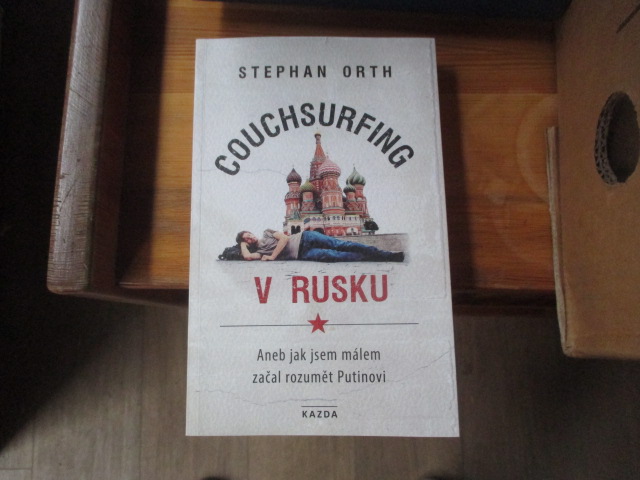 STEPHAN ORTH
COUCHSURFING
V RUSKU
Aneb jak jsem málem
začal rozumět Putinovi
KAZDA